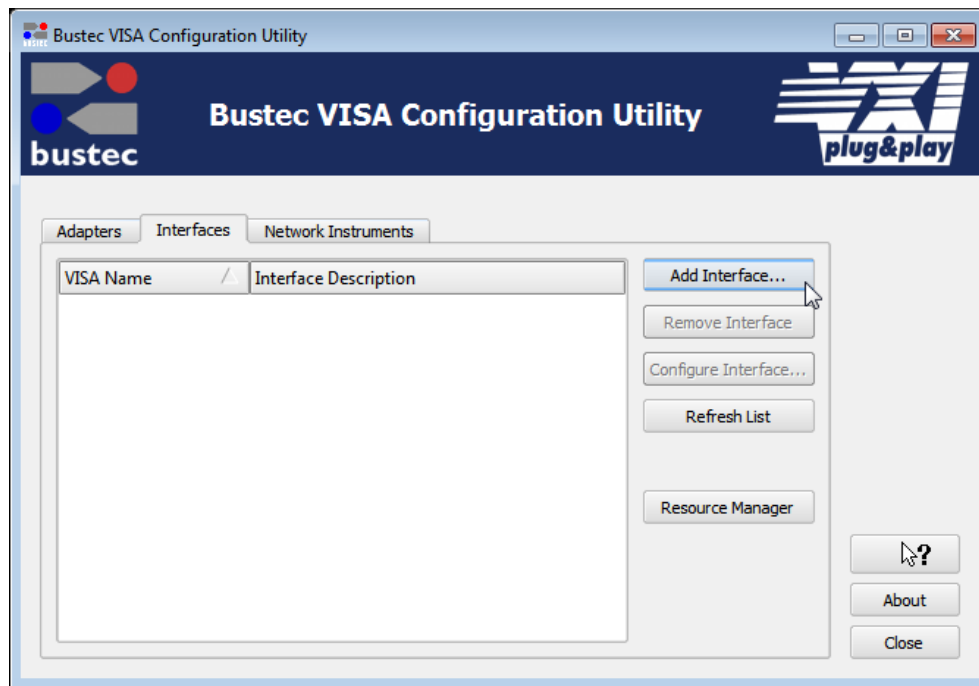 Bustec VISA Configuration Utility
Bustec VISA Configuration Utility
bustec
VXI
plug&play
Adapters
Interfaces
Network Instruments
VISA Name
Interface Description
Add Interface...
Remove Interface
Configure Interface...
Refresh List
Resource Manager
?
About
Close